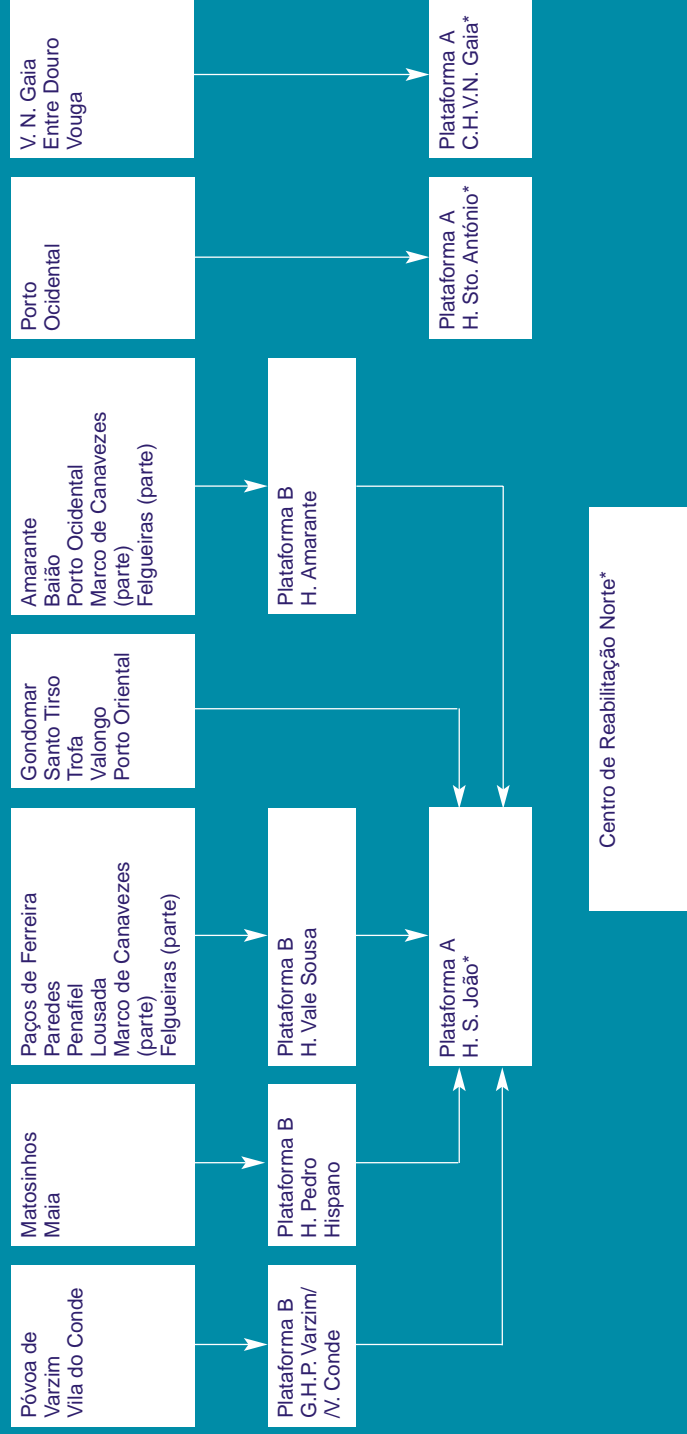 Póvoa de
Varzim
Vila do Conde
Matosinhos
Maia
Paços de Ferreira
Paredes
Penafiel
Lousada
Marco de Canavezes
(parte)
Felgueiras (parte)
Gondomar
Santo Tirso
Trofa
Valongo
Porto Oriental
Amarante
Baião
Porto Ocidental
Marco de Canavezes
(parte)
Felgueiras (parte)
Porto
Ocidental
V. N. Gaia
Entre Douro
Vouga
Plataforma B
G.H.P. Varzim/
/V. Conde
Plataforma B
H. Pedro
Hispano
Plataforma B
H. Vale Sousa
Plataforma B
H. Amarante
Plataforma A
H. S. João*
Plataforma A
H. Sto. António*
Plataforma A
C.H.V.N. Gaia*
Centro de Reabilitação Norte*